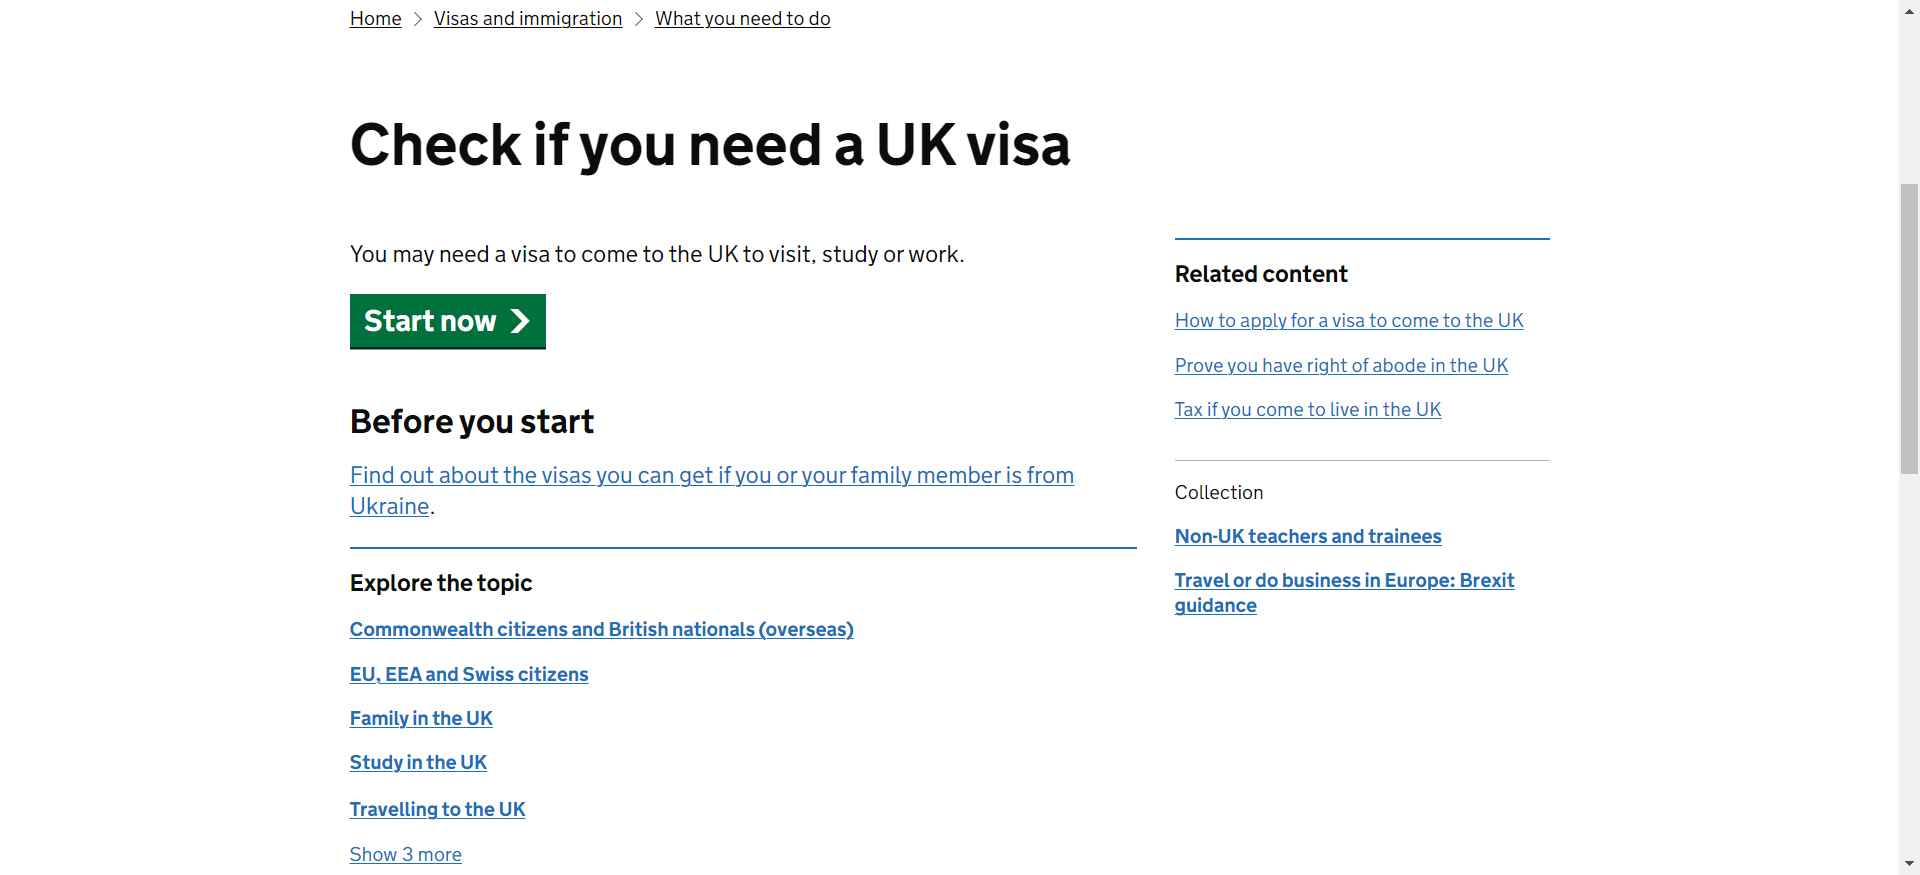 Home > Visas and immigration > What you need to do
Check if you need a UK visa
You may need a visa to come to the UK to visit, study or work.
Start now
Before you start
Find out about the visas you can get if you or your family member is from
Ukraine.
Explore the topic
Commonwealth citizens and British nationals (overseas)
EU, EEA and Swiss citizens
Family in the UK
Study in the UK
Travelling to the UK
Show 3 more
Related content
How to apply for a visa to come to the UK
Prove you have right of abode in the UK
Tax if you come to live in the UK
Collection
Non-UK teachers and trainees
Travel or do business in Europe: Brexit
guidance